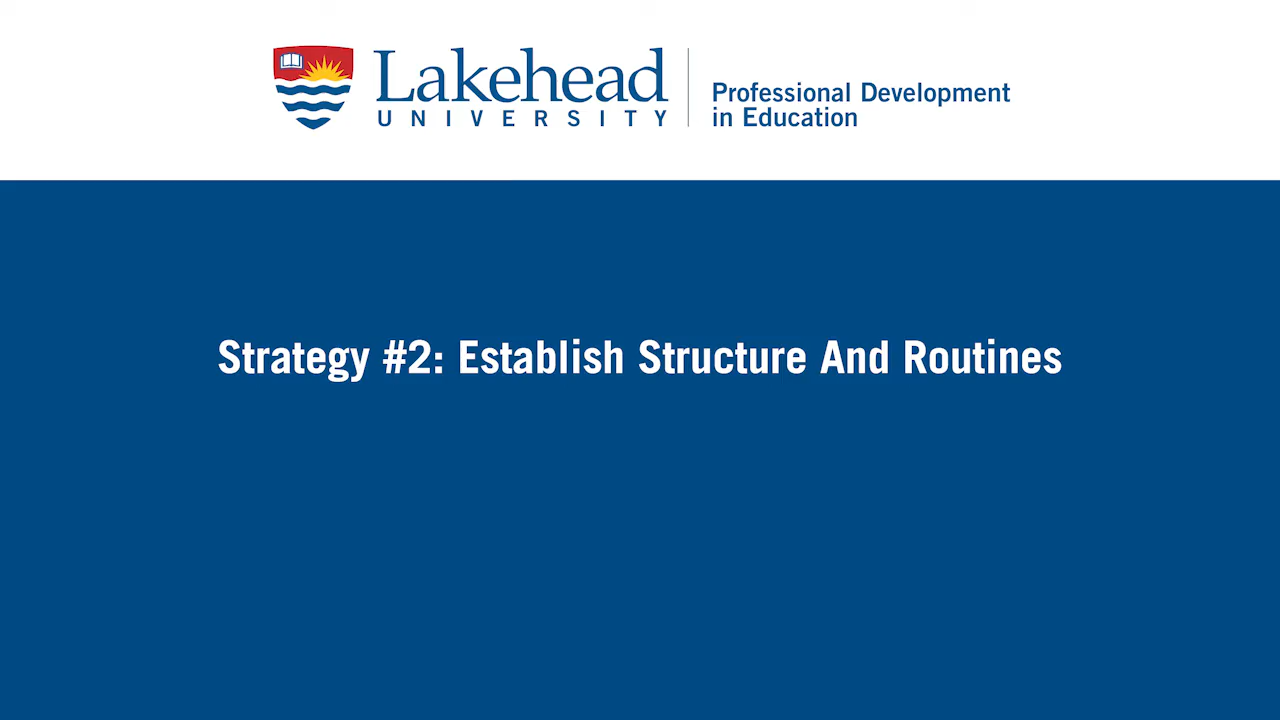 Lakehead
UNIVERSITY
Professional Development
in Education
Strategy #2: Establish Structure And Routines